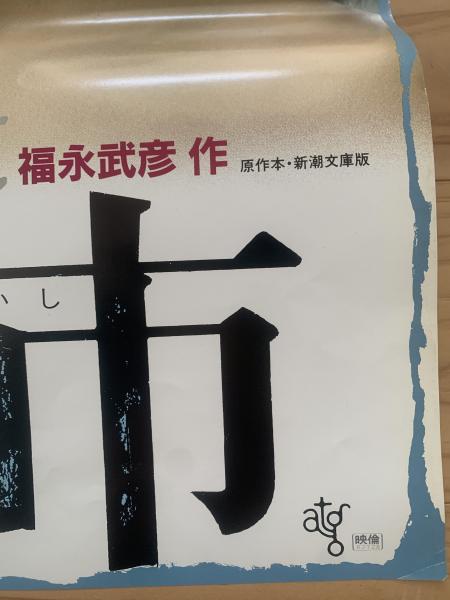 福永武彦 作 原作本・新潮文庫版
いし
市
atg
映倫